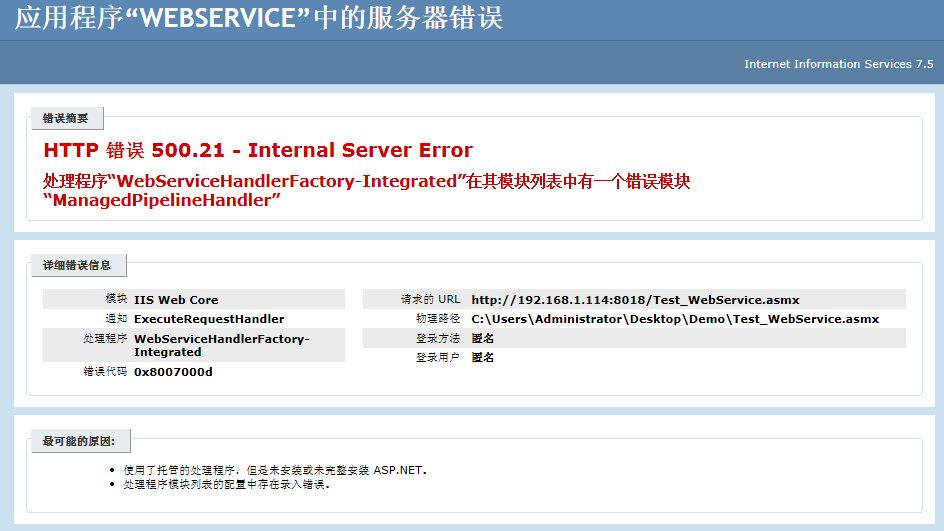 应用程序“WEBSERVICE”中的服务器错误
Internet Information Services 7.5
错误摘要
HTTP 错误 500.21 - Internal Server Error
处理程序“WebServiceHandlerFactory-Integrated”在其模块列表中有一个错误模块
“ManagedPipelineHandler”
详细错误信息
模块 IIS Web Core
通知 ExecuteRequestHandler
处理程序 WebServiceHandlerFactory-
Integrated
错误代码 0x8007000d
请求的 URL http://192.168.1.114:8018/Test_WebService.asmx
物理路径 C:\Users\Administrator\Desktop\Demo\Test_WebService.asmx
登录方法 匿名
登录用户 匿名
最可能的原因:
• 使用了托管的处理程序，但是未安装或未完整安装 ASP.NET。
• 处理程序模块列表的配置中存在录入错误。